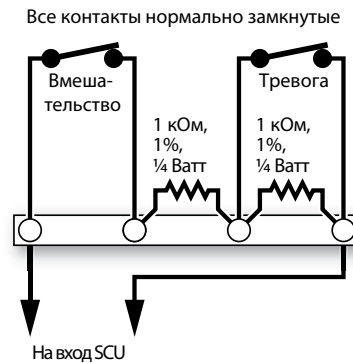 Все контакты нормально замкнутые
Вмеша-
тельство
Тревога
1 кОм,
1%,
¼ Ватт
1 кОм,
1%,
¼ Ватт
На вход SCU